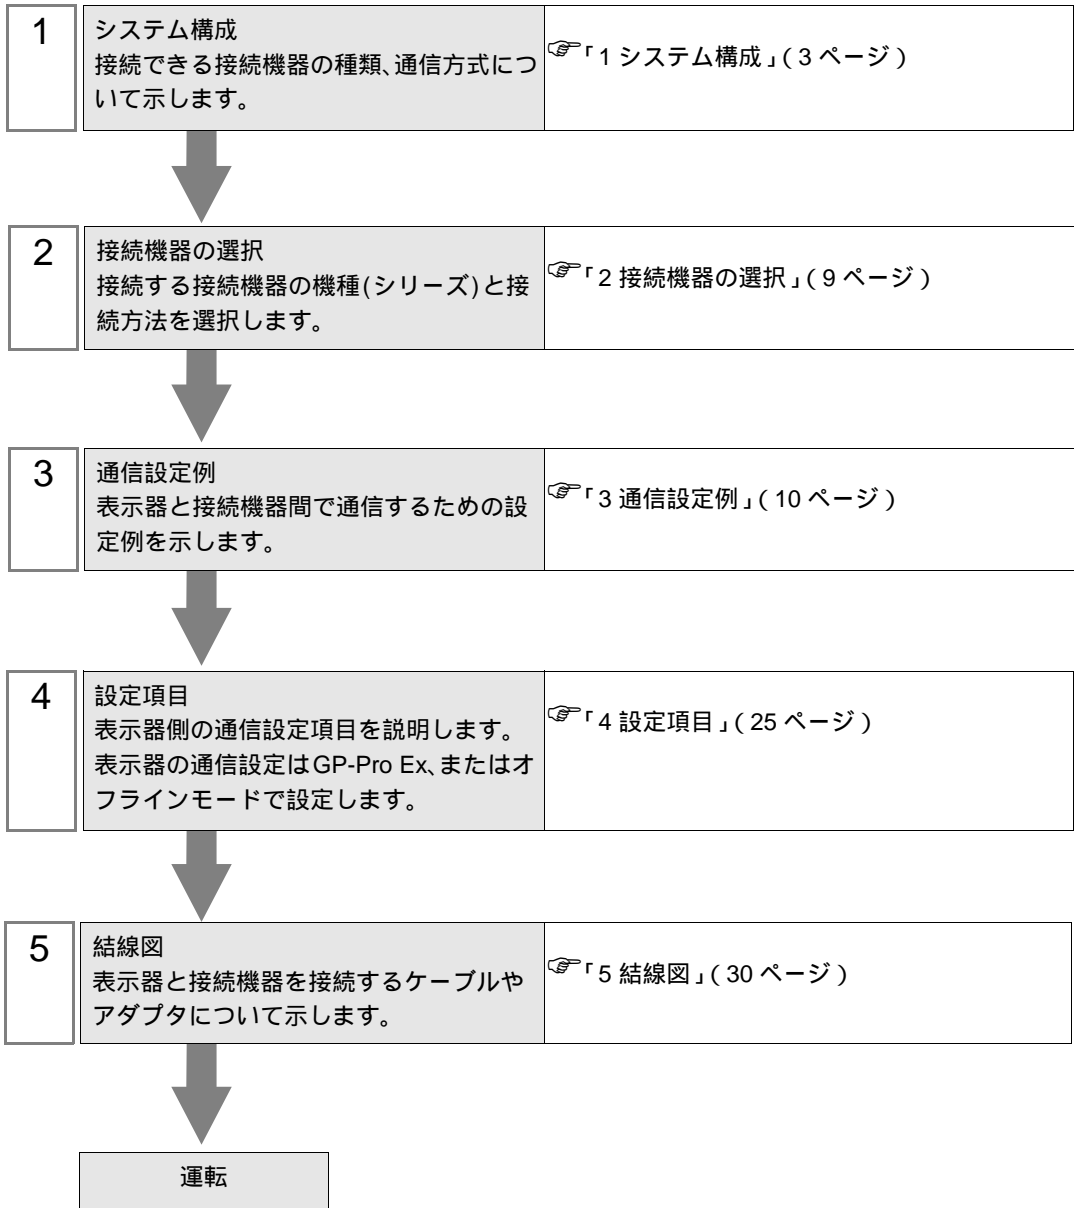 1
システム構成
接続できる接続機器の種類、通信方式につ
いて示します。
☞「1 システム構成」( 3 ページ )
2
接続機器の選択
接続する接続機器の機種(シリーズ)と接
続方法を選択します。
☞「2 接続機器の選択」( 9 ページ )
3
通信設定例
表示器と接続機器間で通信するための設
定例を示します。
☞「3 通信設定例」( 10 ページ )
4
設定項目
表示器側の通信設定項目を説明します。
表示器の通信設定はGP-Pro Ex、またはオ
フラインモードで設定します。
☞「4 設定項目」( 25 ページ )
5
結線図
表示器と接続機器を接続するケーブルや
アダプタについて示します。
☞「5 結線図」( 30 ページ )
運転